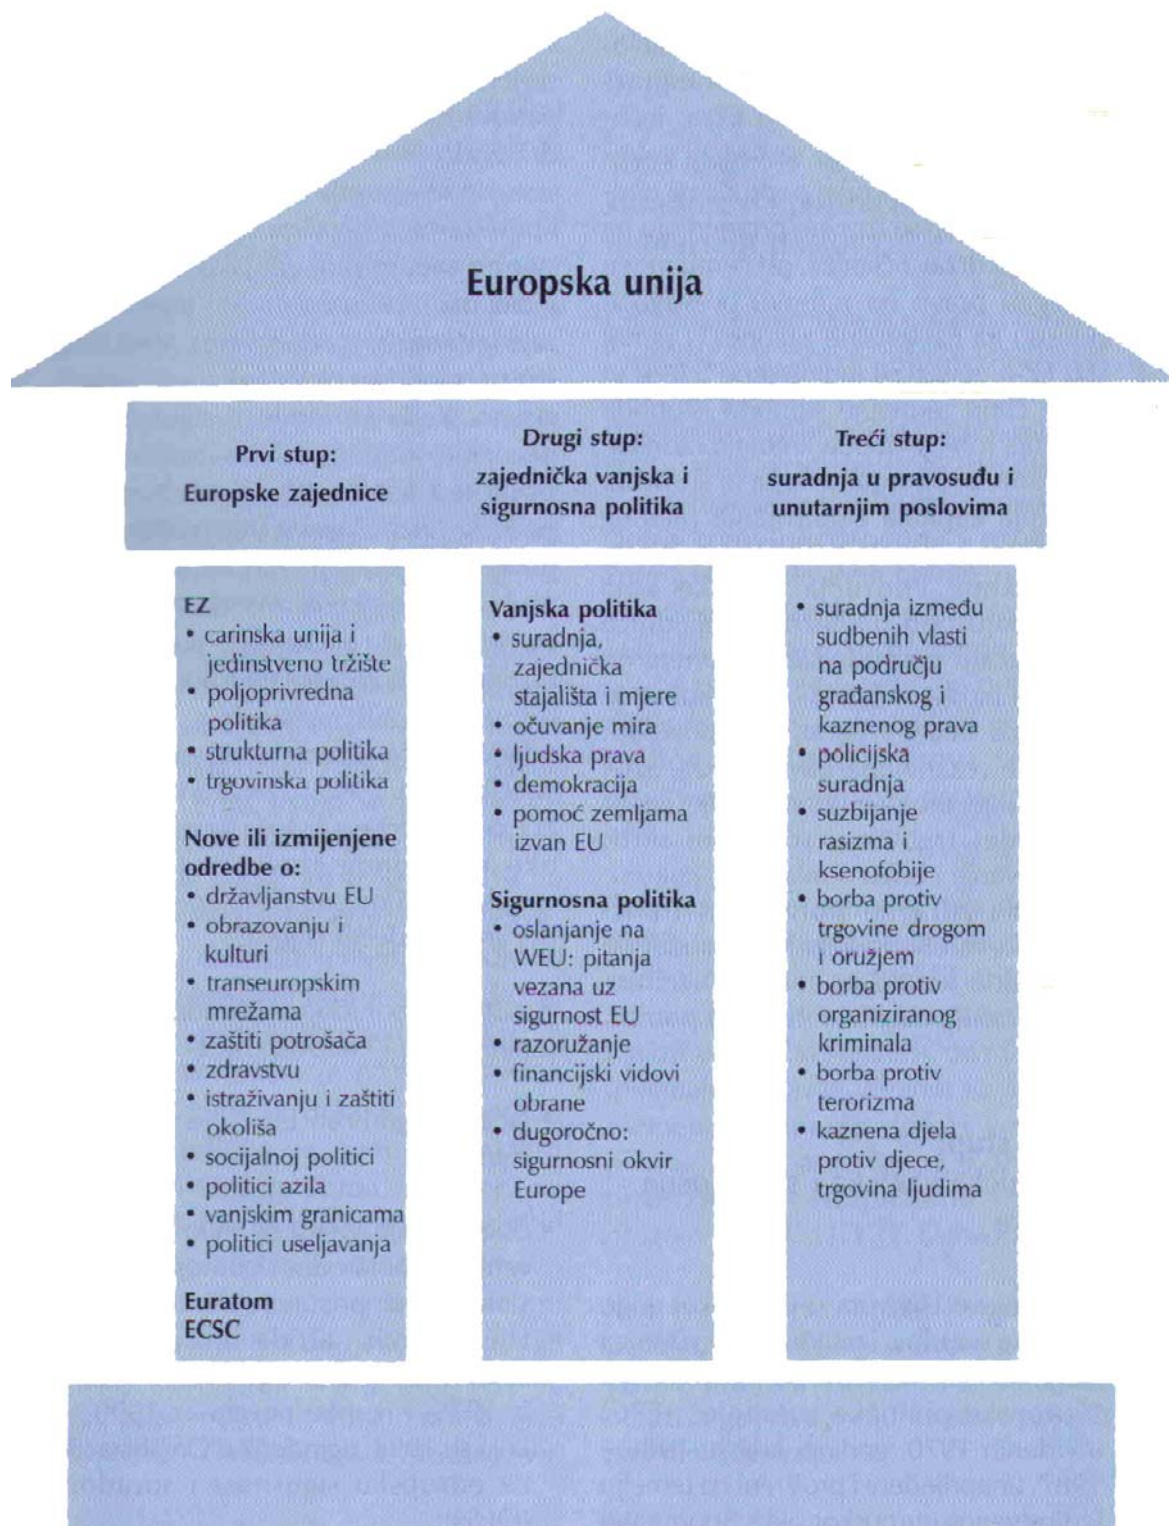 Europska unija
Prvi stup:
Europske zajednice
Drugi stup:
zajednička vanjska i
sigurnosna politika
Treći stup:
suradnja u pravosuđu i
unutarnjim poslovima
EZ
• carinska unija i
jedinstveno tržište
• poljoprivredna
politika
• strukturna politika
• trgovinska politika
Nove ili izmijenjene
odredbe o:
• državljanstvu EU
• obrazovanju i
kulturi
• transeuropskim
mrežama
• zaštiti potrošača
• zdravstvu
• istraživanju i zaštiti
okoliša
• socijalnoj politici
• politici azila
• vanjskim granicama
• politici useljavanja
Euratom
ECSC
Vanjska politika
• suradnja,
zajednička
stajališta i mjere
• očuvanje mira
• ljudska prava
• demokracija
• pomoć zemljama
izvan EU
Sigurnosna politika
• oslanjanje na
WEU: pitanja
vezana uz
sigurnost EU
• razoružanje
• financijski vidovi
obrane
• dugoročno:
sigurnosni okvir
Europe
• suradnja između
sudbenih vlasti
na području
građanskog i
kaznenog prava
• policijska
suradnja
• suzbijanje
rasizma i
ksenofobije
• borba protiv
trgovine drogom
i oružjem
• borba protiv
organiziranog
kriminala
• borba protiv
terorizma
• kaznena djela
protiv djece,
trgovina ljudima